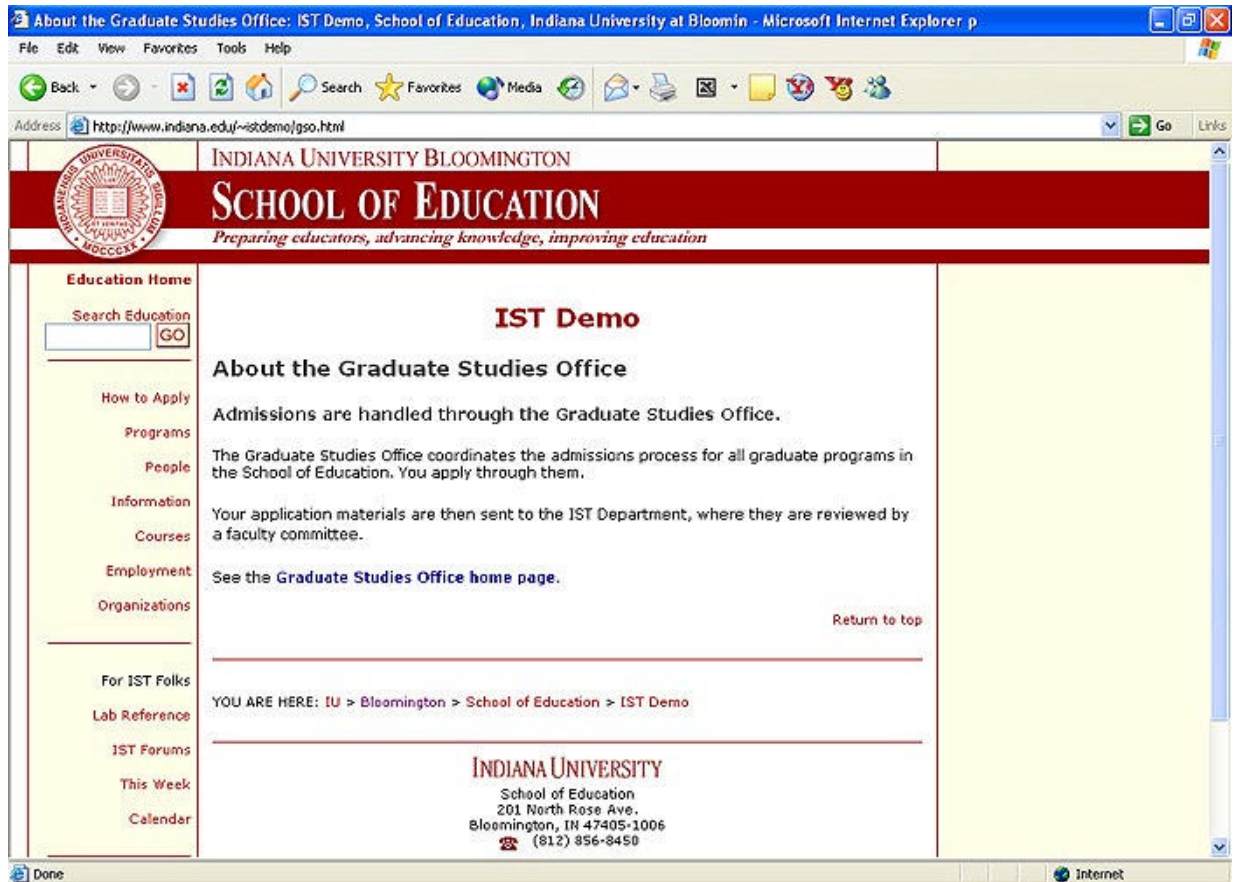 About the Graduate Studies Office: IST Demo, School of Education, Indiana University at Bloomin - Microsoft Internet Explorer p
File Edit View Favorites Tools Help
Back Search Favorites Media
Address http://www.indiana.edu/~istdemo/gso.html Go Links
INDIANA UNIVERSITY BLOOMINGTON
SCHOOL OF EDUCATION
Preparing educators, advancing knowledge, improving education
Education Home
Search Education
GO
How to Apply
Programs
People
Information
Courses
Employment
Organizations
For IST Folks
Lab Reference
IST Forums
This Week
Calendar
IST Demo
About the Graduate Studies Office
Admissions are handled through the Graduate Studies Office.
The Graduate Studies Office coordinates the admissions process for all graduate programs in
the School of Education. You apply through them.
Your application materials are then sent to the IST Department, where they are reviewed by
a faculty committee.
See the Graduate Studies Office home page.
Return to top
YOU ARE HERE: IU > Bloomington > School of Education > IST Demo
INDIANA UNIVERSITY
School of Education
201 North Rose Ave.
Bloomington, IN 47405-1006
(812) 856-8450
Done Internet